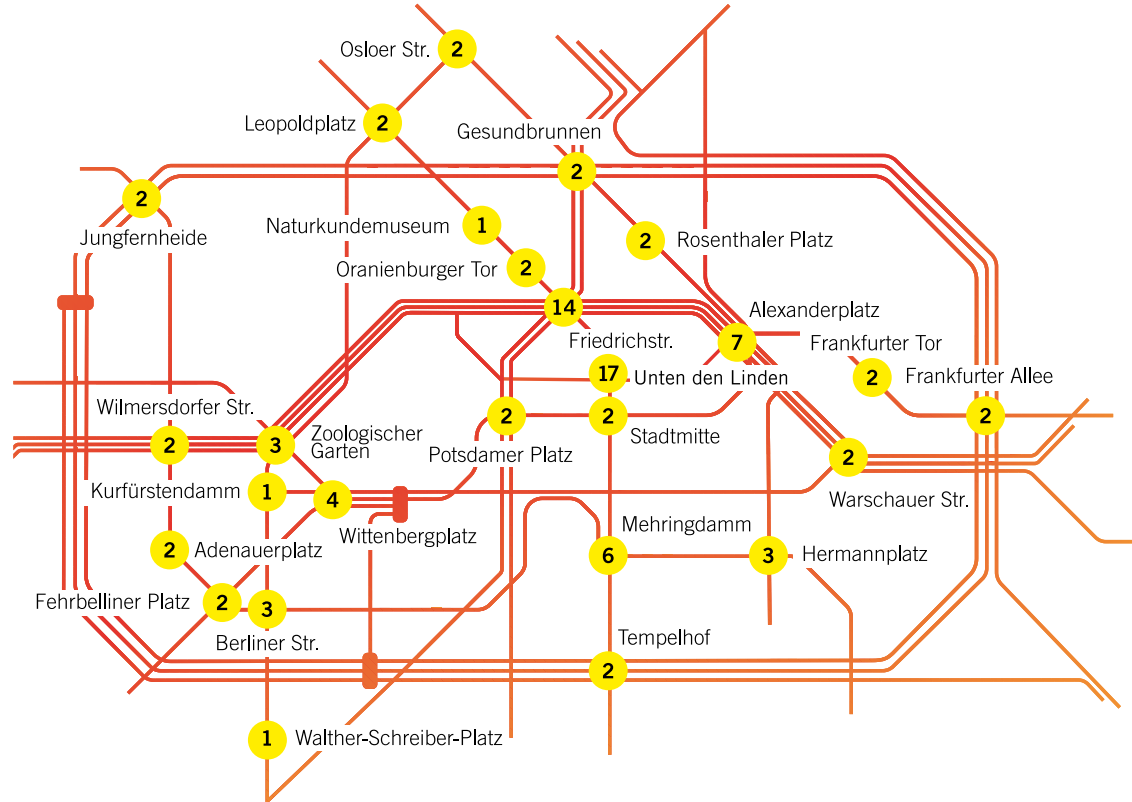 Osloer Str. 2
Leopoldplatz 2
Gesundbrunnen
2
2
Jungfernheide
Naturkundemuseum 1
2 Rosenthaler Platz
Oranienburger Tor 2
14
Friedrichstr.
Alexanderplatz
7
Frankfurter Tor
2
17 Unten den Linden
Frankfurter Allee
2
Wilmersdorfer Str.
2
3 Zoologischer
Garten
2
Potsdamer Platz
2
Stadtmitte
2
Warschauer Str.
Kurfürstendamm 1
4
Wittenbergplatz
2 Adenauerplatz
Mehringdamm
6
3 Hermannplatz
Fehrbelliner Platz 2
3
Berliner Str.
Tempelhof
2
1 Walther-Schreiber-Platz